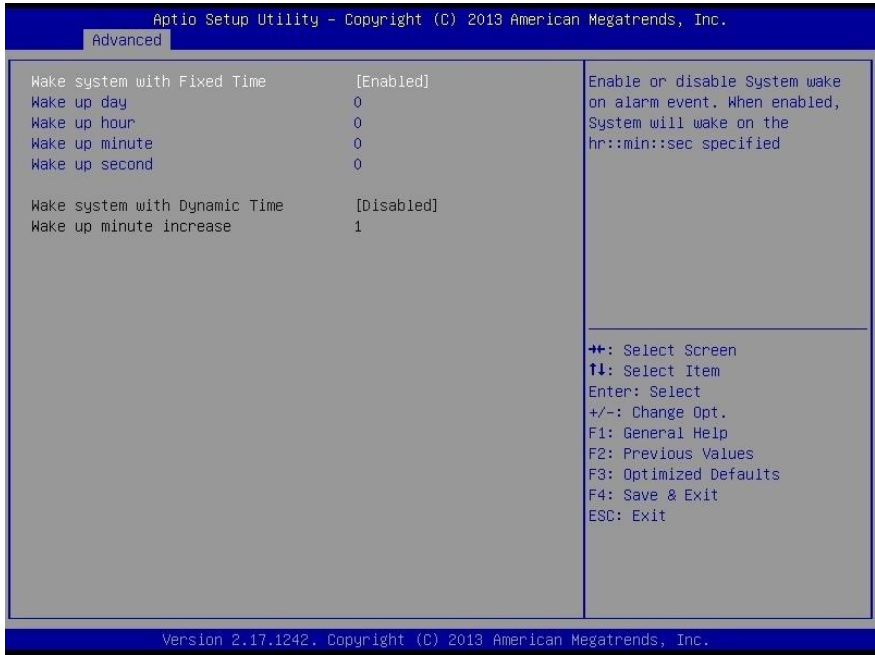 Aptio Setup Utility – Copyright (C) 2013 American Megatrends, Inc.
Advanced
Wake system with Fixed Time [Enabled]
Wake up day 0
Wake up hour 0
Wake up minute 0
Wake up second 0
Wake system with Dynamic Time [Disabled]
Wake up minute increase 1
Enable or disable System wake
on alarm event. When enabled,
System will wake on the
hr::min::sec specified
→←: Select Screen
↑↓: Select Item
Enter: Select
+/-: Change Opt.
F1: General Help
F2: Previous Values
F3: Optimized Defaults
F4: Save & Exit
ESC: Exit
Version 2.17.1242. Copyright (C) 2013 American Megatrends, Inc.